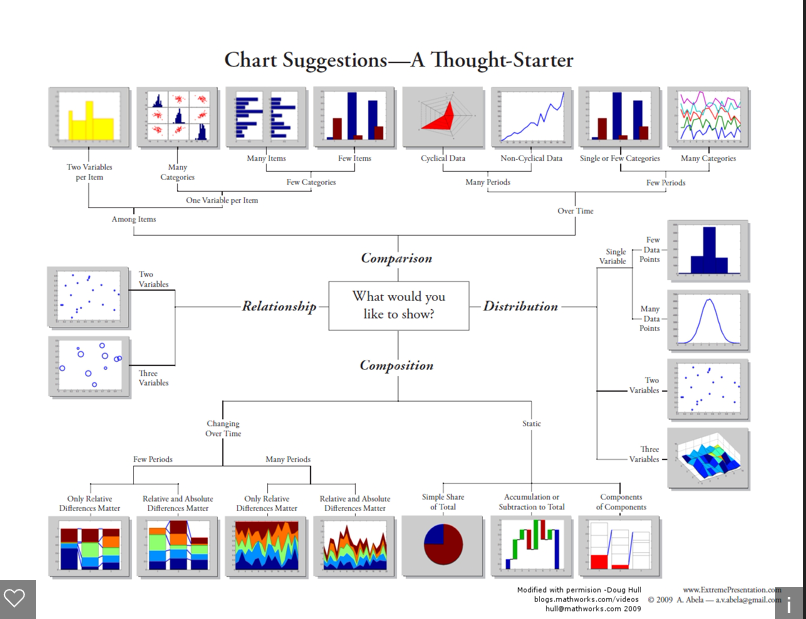 Chart Suggestions—A Thought-Starter
Two Variables
per Item
Many
Categories
Many Items
Few Items
Cyclical Data
Non-Cyclical Data
Single or Few Categories
Many Categories
Few Categories
Many Periods
Few Periods
One Variable per Item
Among Items
Over Time
Comparison
What would you
like to show?
Relationship
Two
Variables
Three
Variables
Distribution
Single
Variable
Few
Data
Points
Many
Data
Points
Two
Variables
Three
Variables
Composition
Changing
Over Time
Static
Few Periods
Many Periods
Only Relative
Differences Matter
Relative and Absolute
Differences Matter
Only Relative
Differences Matter
Relative and Absolute
Differences Matter
Simple Share
of Total
Accumulation or
Subtraction to Total
Components
of Components
Modified with permision -Doug Hull
blogs.mathworks.com/videos
hull@mathworks.com 2009
www.ExtremePresentation.com
© 2009 A. Abela — a.v.abela@gmail.com
i